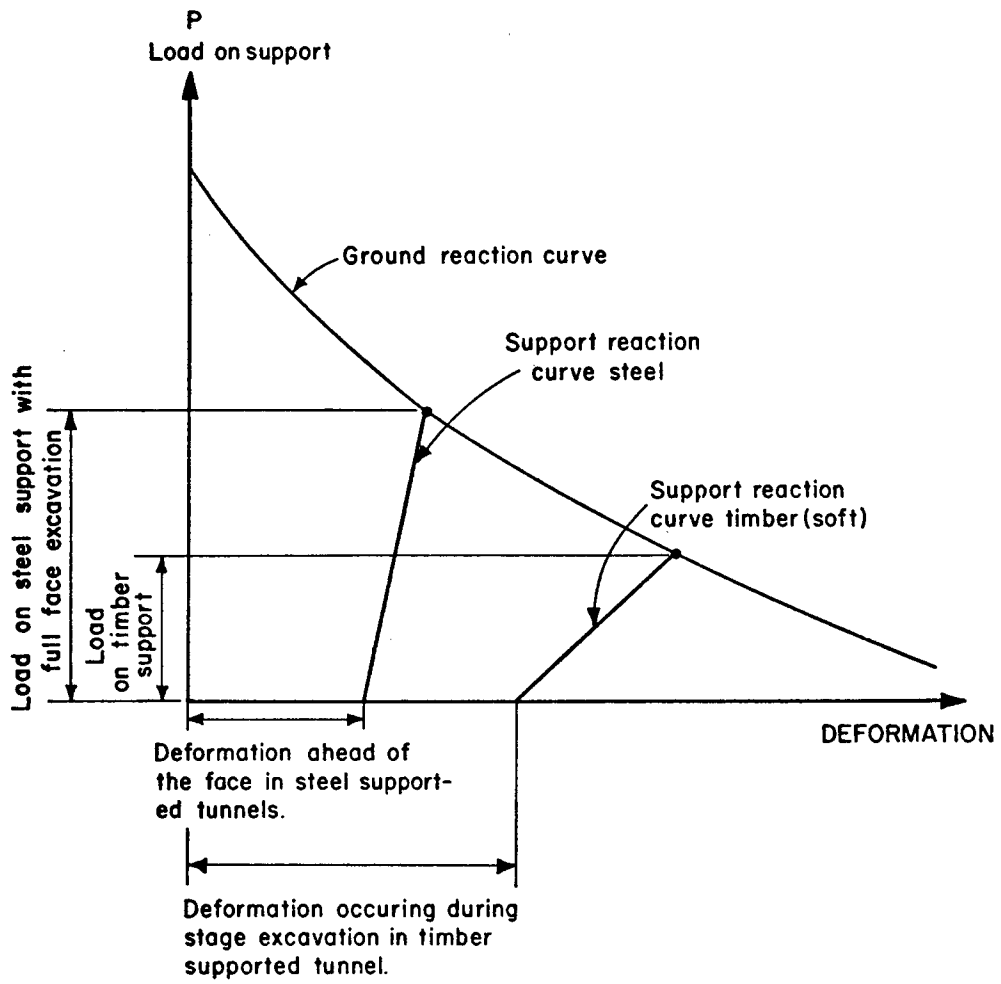 P
Load on support
Ground reaction curve
Support reaction
curve steel
Support reaction
curve timber (soft)
Load on steel support with
full face excavation
Load
on timber
support
DEFORMATION
Deformation ahead of
the face in steel support-
ed tunnels.
Deformation occuring during
stage excavation in timber
supported tunnel.